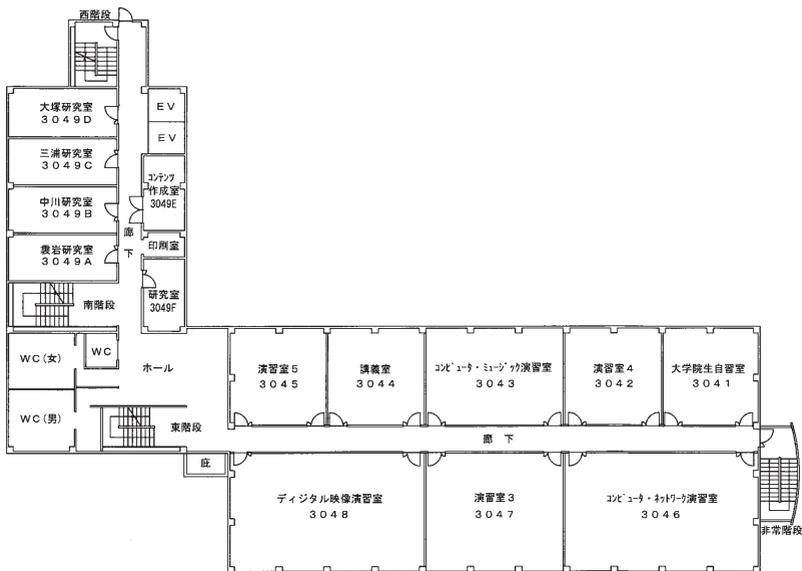 西階段
大塚研究室
3049D
EV
EV
三浦研究室
3049C
コンテンツ
作成室
3049E
中川研究室
3049B
廊
下
印刷室
雲岩研究室
3049A
研究室
3049F
南階段
WC(女)
WC
ホール
演習室5
3045
講義室
3044
コンピュータ・ミュージック演習室
3043
演習室4
3042
大学院生自習室
3041
WC(男)
東階段
廊 下
庇
ディジタル映像演習室
3048
演習室3
3047
コンピュータ・ネットワーク演習室
3046
非常階段